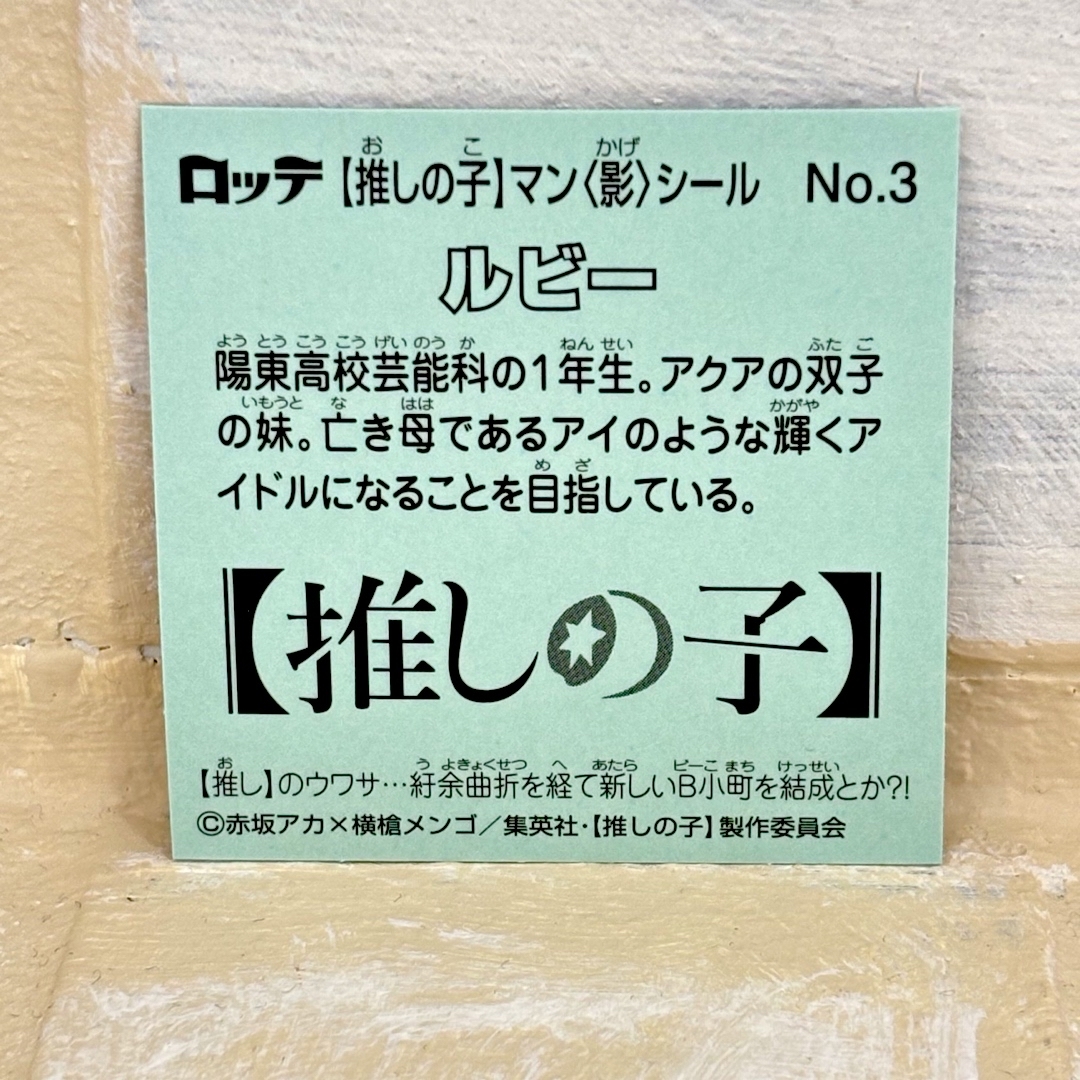 ロッテ 【推しの子】マン〈影〉シール No.3
ルビー
陽東高校芸能科の1年生。アクアの双子
の妹。亡き母であるアイのような輝くア
イドルになることを目指している。
【推しの子】
【推し】のウワサ…紆余曲折を経て新しいB小町を結成とか?!
©赤坂アカ×横槍メンゴ／集英社・【推しの子】製作委員会